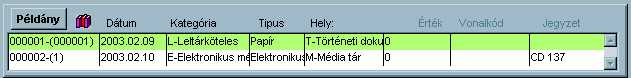 Példány Dátum Kategória Tipus Hely: Érték Vonalkód Jegyzet
000001-(000001) 2003.02.09 L-Leltárköteles Papír T-Történeti doku 0
000002-(1) 2003.02.10 E-Elektronikus mé Elektronikus M-Média tár 0 CD 137